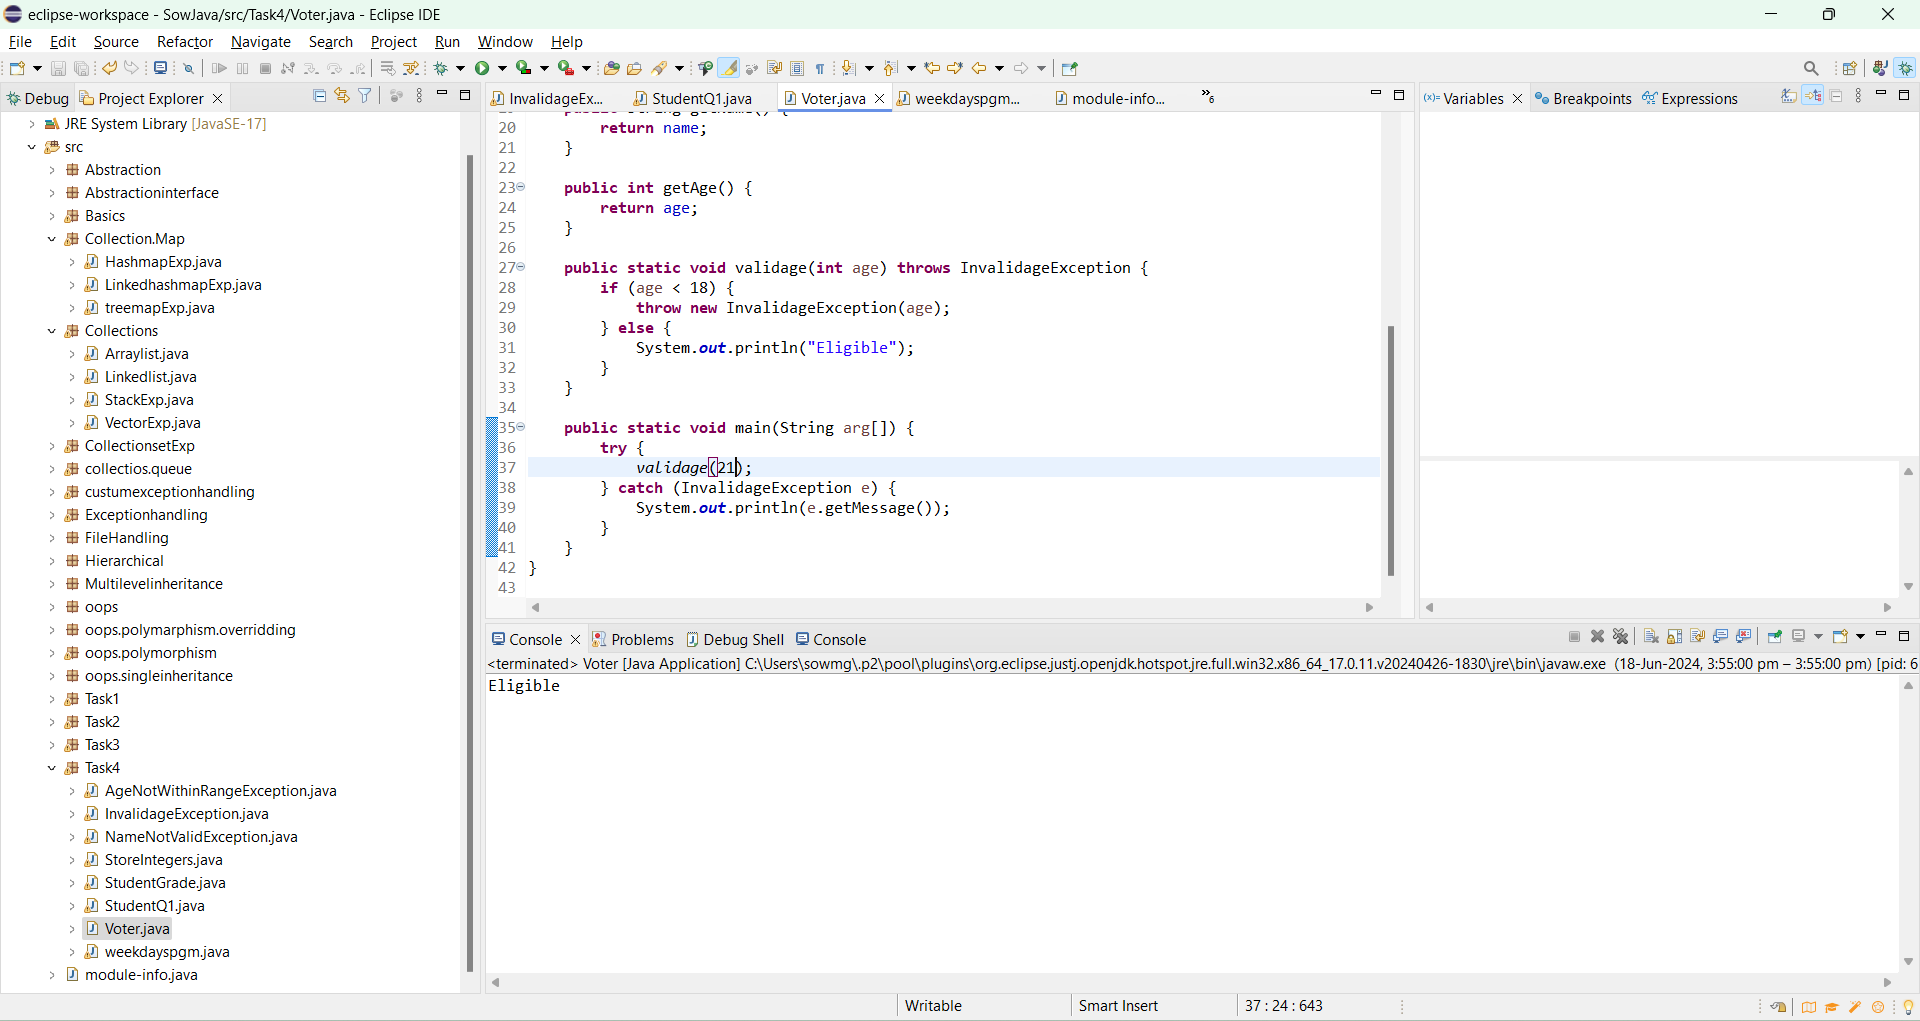 eclipse-workspace - SowJava/src/Task4/Voter.java - Eclipse IDE
File Edit Source Refactor Navigate Search Project Run Window Help
Debug Project Explorer
JRE System Library [JavaSE-17]
src
Abstraction
Abstractioninterface
Basics
Collection.Map
HashmapExp.java
LinkedhashmapExp.java
treemapExp.java
Collections
Arraylist.java
Linkedlist.java
StackExp.java
VectorExp.java
CollectionsetExp
collectios.queue
custumexceptionhandling
Exceptionhandling
FileHandling
Hierarchical
Multilevelinheritance
oops
oops.polymarphism.overridding
oops.polymorphism
oops.singleinheritance
Task1
Task2
Task3
Task4
AgeNotWithinRangeException.java
InvalidageException.java
NameNotValidException.java
StoreIntegers.java
StudentGrade.java
StudentQ1.java
Voter.java
weekdayspgm.java
module-info.java
InvalidageEx... StudentQ1.java Voter.java weekdayspgm... module-info... »6
20 return name;
21 }
22
23 public int getAge() {
24 return age;
25 }
26
27 public static void validage(int age) throws InvalidageException {
28 if (age < 18) {
29 throw new InvalidageException(age);
30 } else {
31 System.out.println("Eligible");
32 }
33 }
34
35 public static void main(String arg[]) {
36 try {
37 validage(21);
38 } catch (InvalidageException e) {
39 System.out.println(e.getMessage());
40 }
41 }
42 }
43
(x)= Variables Breakpoints Expressions
Console Problems Debug Shell Console
<terminated> Voter [Java Application] C:\Users\sowmg\.p2\pool\plugins\org.eclipse.justj.openjdk.hotspot.jre.full.win32.x86_64_17.0.11.v20240426-1830\jre\bin\javaw.exe (18-Jun-2024, 3:55:00 pm – 3:55:00 pm) [pid: 6
Eligible
Writable Smart Insert 37 : 24 : 643